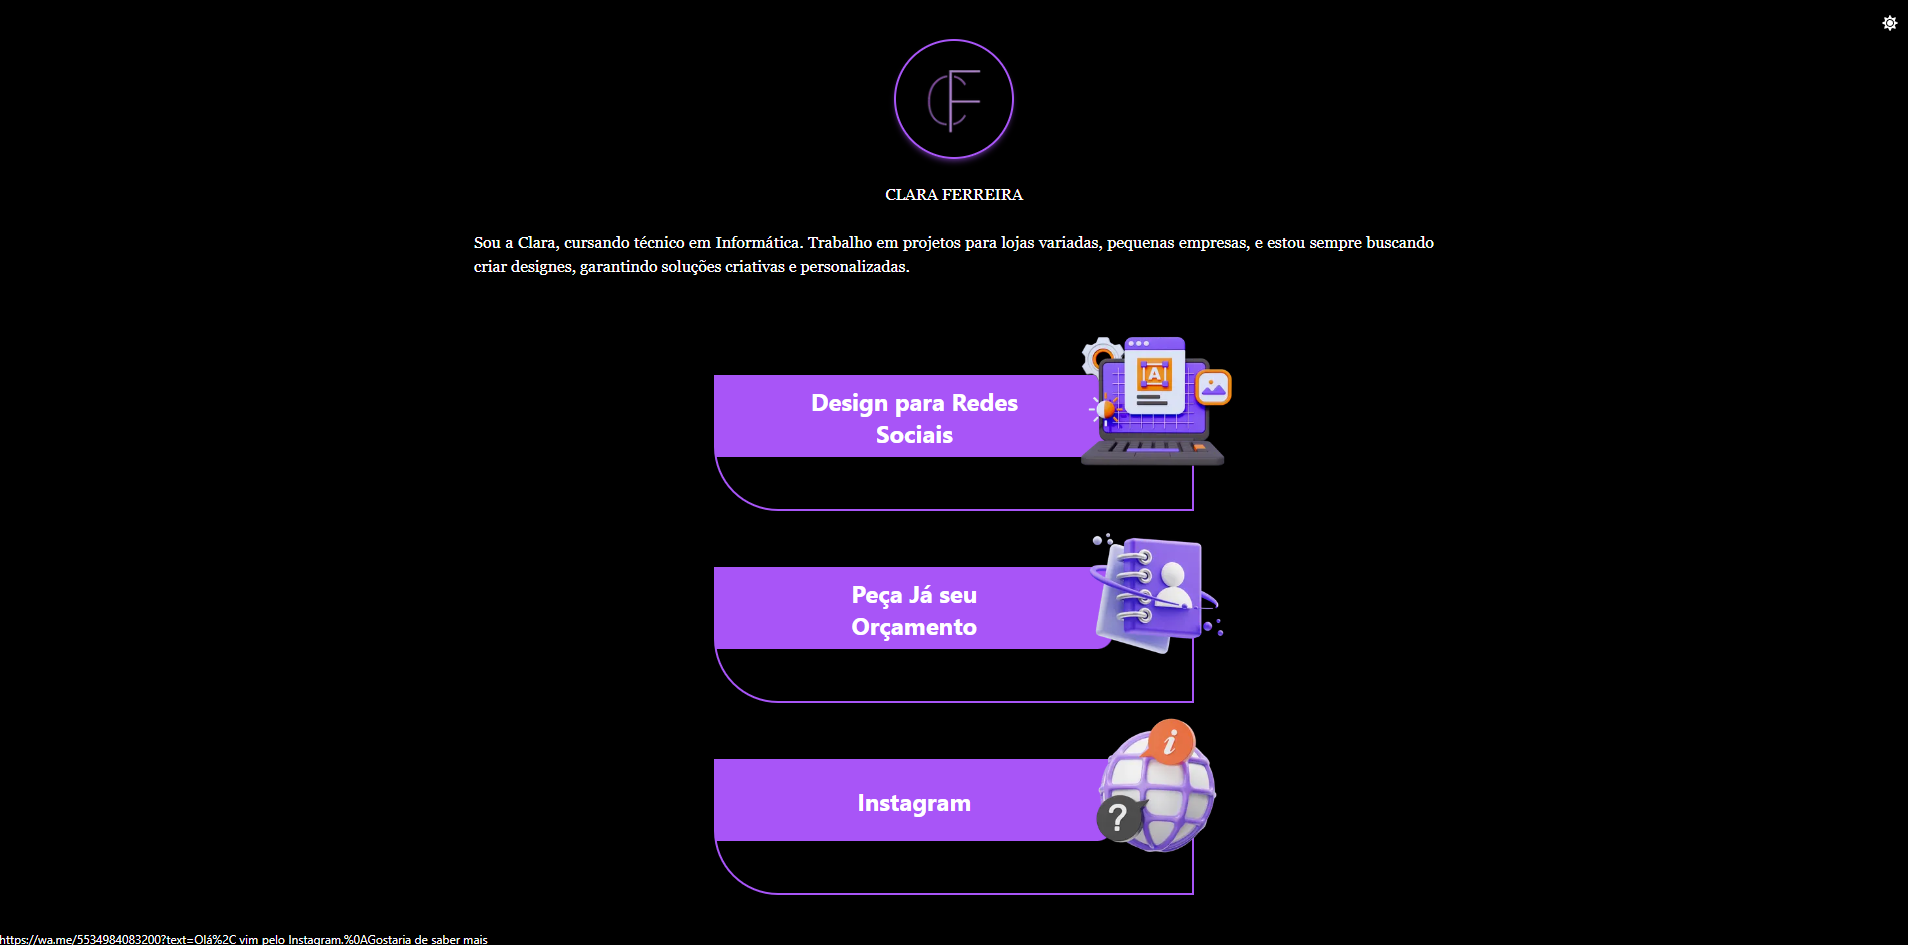 CF
CLARA FERREIRA
Sou a Clara, cursando técnico em Informática. Trabalho em projetos para lojas variadas, pequenas empresas, e estou sempre buscando
criar designes, garantindo soluções criativas e personalizadas.
A
Design para Redes
Sociais
Peça Já seu
Orçamento
i
Instagram
?
https://wa.me/5534984083200?text=Olá%2C vim pelo Instagram.%0AGostaria de saber mais